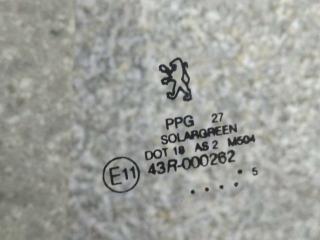 PPG 27
SOLARGREEN
DOT 18 AS 2 M504
E11 43R-000262
.. .... 5